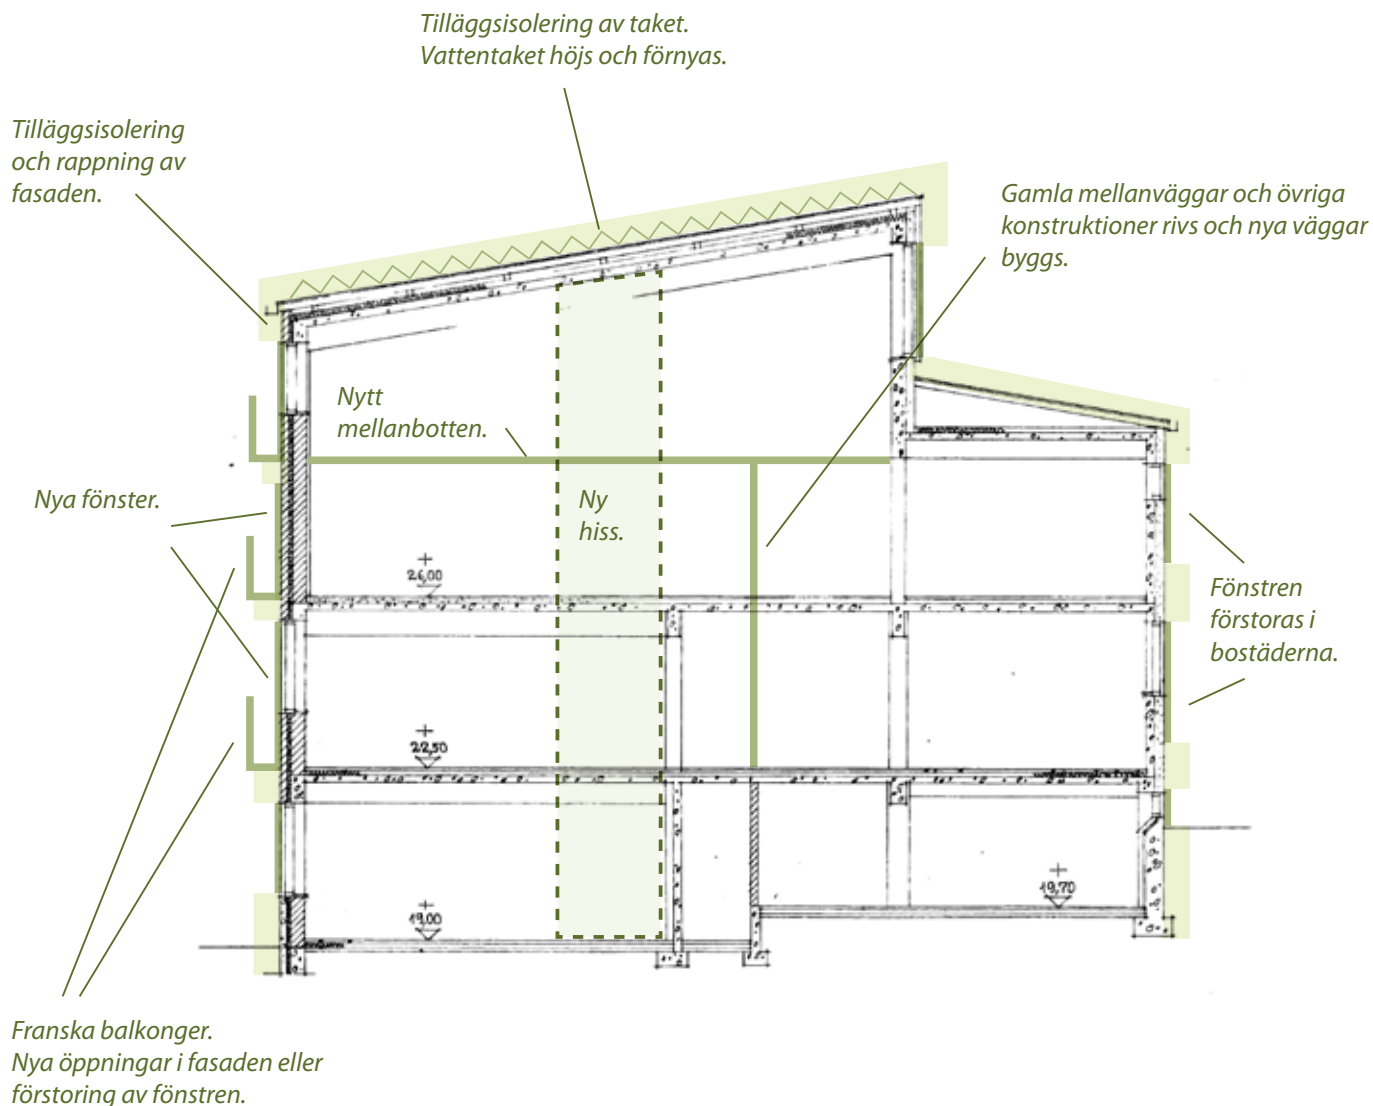 Tilläggsisolering av taket.
Vattentaket höjs och förnyas.
Tilläggsisolering
och rappning av
fasaden.
Gamla mellanväggar och övriga
konstruktioner rivs och nya väggar
byggs.
Nytt
mellanbotten.
Nya fönster.
Ny
hiss.
26,00
Fönstren
förstoras i
bostäderna.
22,50
19,70
19,00
Franska balkonger.
Nya öppningar i fasaden eller
förstoring av fönstren.